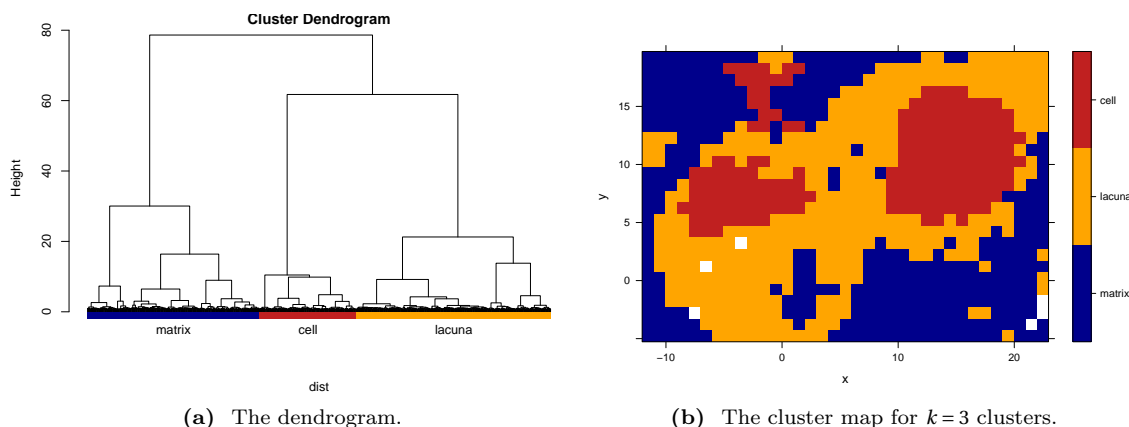 Cluster Dendrogram
Height
0
20
40
60
80
matrix
cell
lacuna
dist
(a) The dendrogram.
y
0
5
10
15
−10
0
10
20
x
cell
lacuna
matrix
(b) The cluster map for k = 3 clusters.